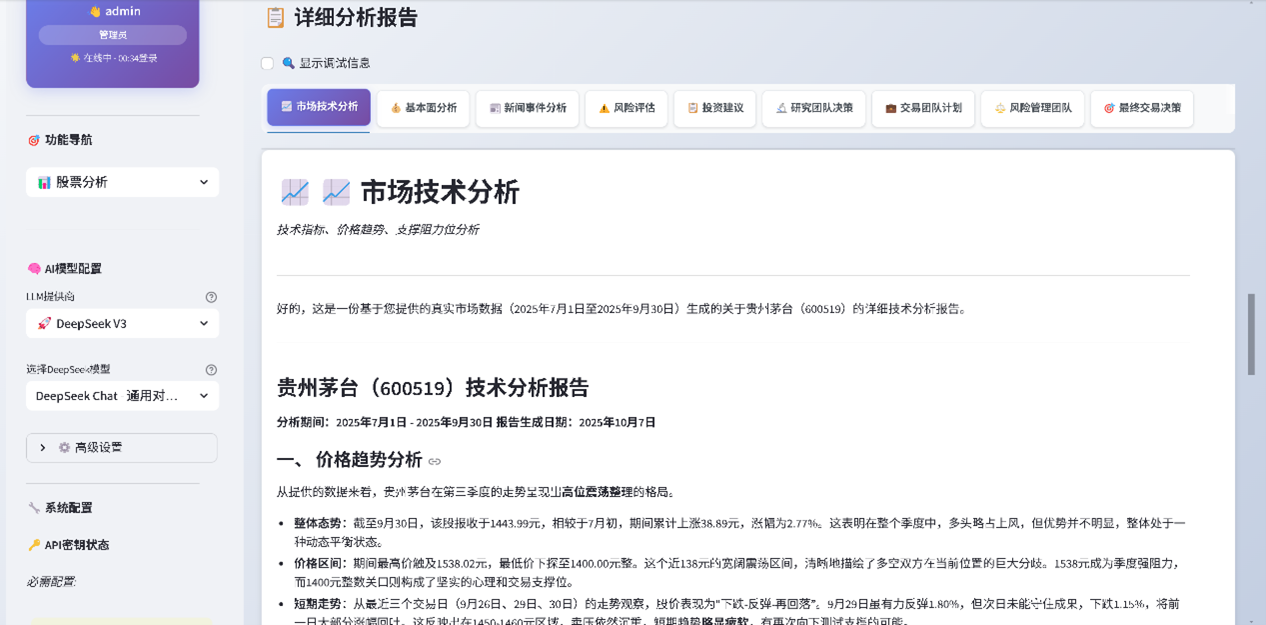 👋 admin
管理员
🌟 在线中 - 00:34登录
🎯 功能导航
📊 股票分析
🧠 AI模型配置
LLM提供商
🚀 DeepSeek V3
选择DeepSeek模型
DeepSeek Chat - 通用对...
⚙️ 高级设置
🔧 系统配置
🔑 API密钥状态
必需配置:
📋 详细分析报告
🔍 显示调试信息
📈 市场技术分析
💰 基本面分析
📰 新闻事件分析
⚠️ 风险评估
📋 投资建议
🔬 研究团队决策
💼 交易团队计划
⚖️ 风险管理团队
🎯 最终交易决策
📈 📈 市场技术分析
技术指标、价格趋势、支撑阻力位分析
好的，这是一份基于您提供的真实市场数据（2025年7月1日至2025年9月30日）生成的关于贵州茅台（600519）的详细技术分析报告。
贵州茅台（600519）技术分析报告
分析期间：2025年7月1日 - 2025年9月30日 报告生成日期：2025年10月7日
一、 价格趋势分析
从提供的数据来看，贵州茅台在第三季度的走势呈现出高位震荡整理的格局。
• 整体态势：截至9月30日，该股报收于1443.99元，相较于7月初，期间累计上涨38.89元，涨幅为2.77%。这表明在整个季度中，多头略占上风，但优势并不明显，整体处于一
种动态平衡状态。
• 价格区间：期间最高价触及1538.02元，最低价下探至1400.00元整。这个近138元的宽阔震荡区间，清晰地描绘了多空双方在当前位置的巨大分歧。1538元成为季度强阻力，
而1400元整数关口则构成了坚实的心理和交易支撑位。
• 短期走势：从最近三个交易日（9月26日、29日、30日）的走势观察，股价表现为"下跌-反弹-再回落"。9月29日虽有力反弹1.80%，但次日未能守住成果，下跌1.15%，将前
一日大部分涨幅回吐。这反映出在1450-1460元区域，卖压依然沉重，短期趋势略显疲软，有再次向下测试支撑的可能。